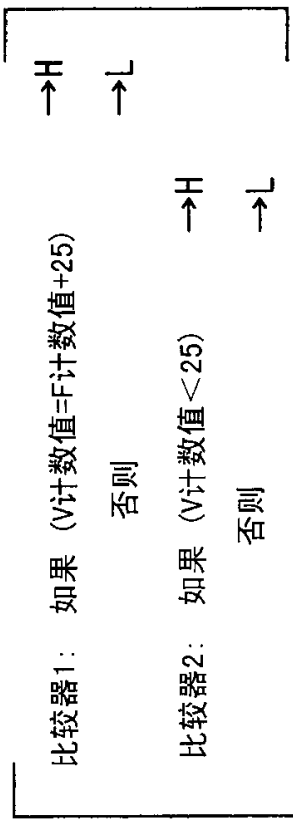 比较器1: 如果 (V计数值=F计数值+25) →H
否则 →L
比较器2: 如果 (V计数值<25) →H
否则 →L